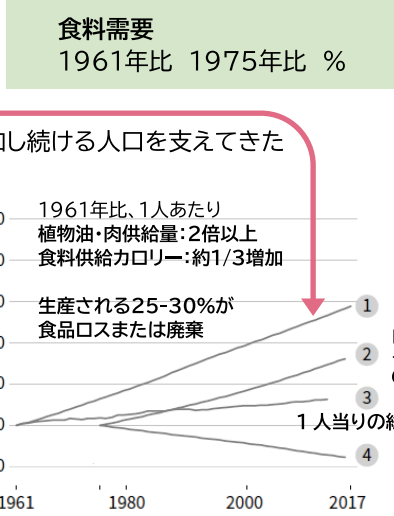 食料需要
1961年比 1975年比 %
し続ける人口を支えてきた
1961年比、1人あたり
植物油・肉供給量：2倍以上
食料供給カロリー：約1/3増加
生産される25-30%が
食品ロスまたは廃棄
1
2
3
1人当りの
4
1961
1980
2000
2017